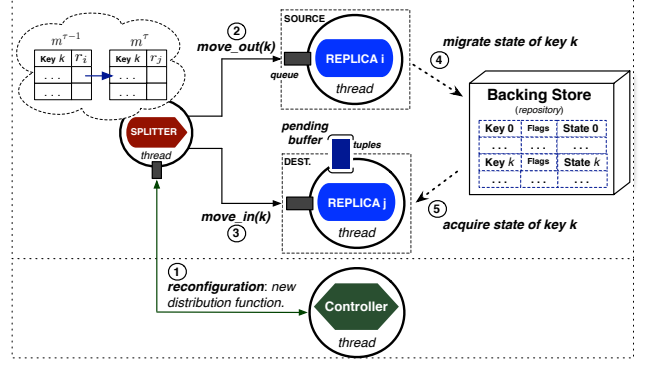 m^{τ−1}
m^τ
Key k r_i
. . .
. . .
Key k r_j
. . .
. . .
SPLITTER
thread
2
move_out(k)
SOURCE
REPLICA i
queue
thread
4
migrate state of key k
Backing Store
(repository)
Key 0 Flags State 0
... ... ...
Key k Flags State k
... ... ...
pending
buffer
tuples
DEST.
REPLICA j
thread
move_in(k)
3
5
acquire state of key k
1
reconfiguration: new
distribution function.
Controller
thread